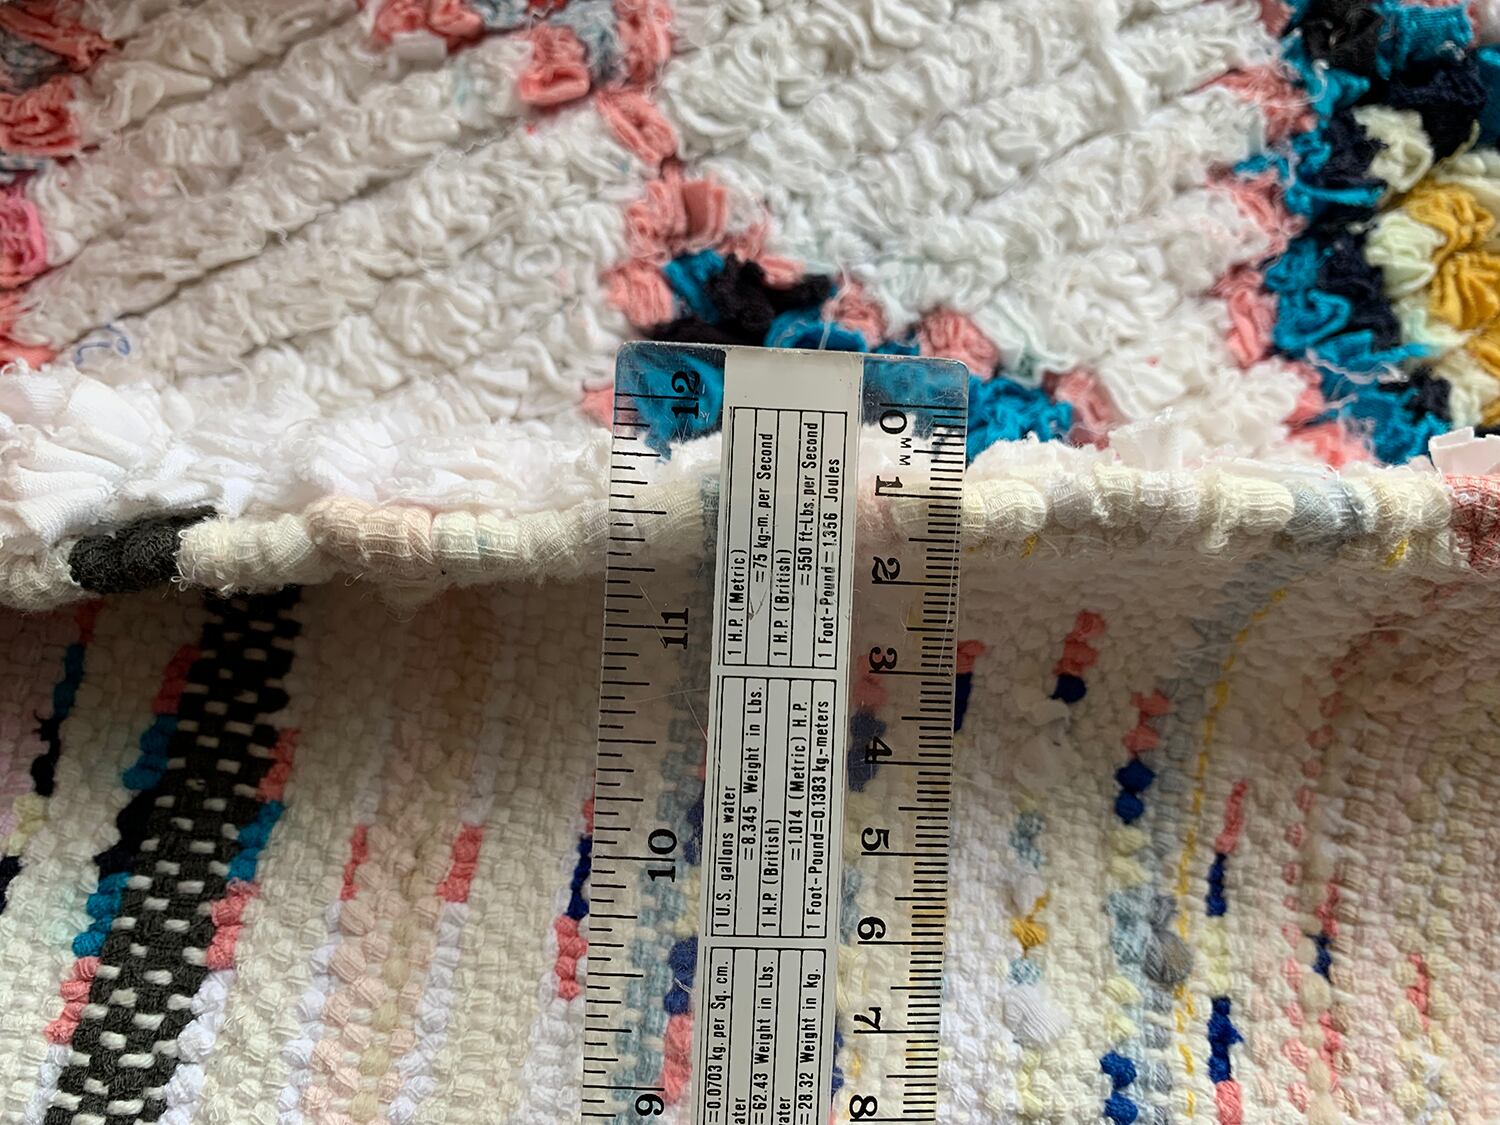 12
11
10
9
1 H.P. (Metric)
=75 kg-m. per Second
1 H.P. (British)
=550 ft-Lbs. per Second
1 Foot-Pound=1.356 Joules
1 U.S. gallons water
=8.345 Weight in Lbs.
1 H.P. (British)
=1.014 (Metric) H.P.
1 Foot-Pound=0.1383 kg-meters
=0.0703 kg. per Sq. cm.
ater
=62.43 Weight in Lbs.
ater
=28.32 Weight in kg.
0 MM
1
2
3
4
5
6
7
8